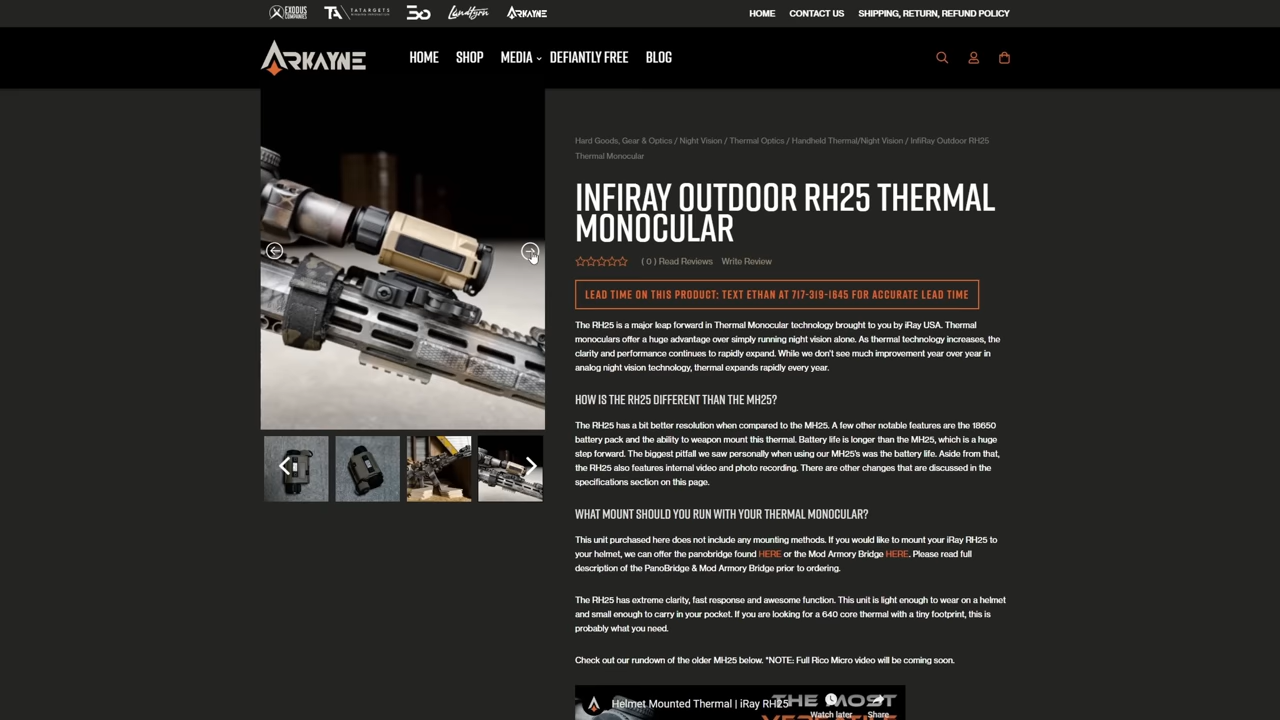 EXODUS
COMPANIES
TA TATARGETS
Landtyrn
ARKAYNE
HOME CONTACT US SHIPPING, RETURN, REFUND POLICY
ARKAYNE
HOME SHOP MEDIA DEFIANTLY FREE BLOG
Hard Goods, Gear & Optics / Night Vision / Thermal Optics / Handheld Thermal/Night Vision / InfiRay Outdoor RH25
Thermal Monocular
INFIRAY OUTDOOR RH25 THERMAL
MONOCULAR
( 0 ) Read Reviews Write Review
LEAD TIME ON THIS PRODUCT: TEXT ETHAN AT 717-319-1645 FOR ACCURATE LEAD TIME
The RH25 is a major leap forward in Thermal Monocular technology brought to you by iRay USA. Thermal
monoculars offer a huge advantage over simply running night vision alone. As thermal technology increases, the
clarity and performance continues to rapidly expand. While we don't see much improvement year over year in
analog night vision technology, thermal expands rapidly every year.
HOW IS THE RH25 DIFFERENT THAN THE MH25?
The RH25 has a bit better resolution when compared to the MH25. A few other notable features are the 18650
battery pack and the ability to weapon mount this thermal. Battery life is longer than the MH25, which is a huge
step forward. The biggest pitfall we saw personally when using our MH25's was the battery life. Aside from that,
the RH25 also features internal video and photo recording. There are other changes that are discussed in the
specifications section on this page.
WHAT MOUNT SHOULD YOU RUN WITH YOUR THERMAL MONOCULAR?
This unit purchased here does not include any mounting methods. If you would like to mount your iRay RH25 to
your helmet, we can offer the panobridge found HERE or the Mod Armory Bridge HERE. Please read full
description of the PanoBridge & Mod Armory Bridge prior to ordering.
The RH25 has extreme clarity, fast response and awesome function. This unit is light enough to wear on a helmet
and small enough to carry in your pocket. If you are looking for a 640 core thermal with a tiny footprint, this is
probably what you need.
Check out our rundown of the older MH25 below. *NOTE: Full Rico Micro video will be coming soon.
Helmet Mounted Thermal | iRay RH25
THE MOST
Watch later Share